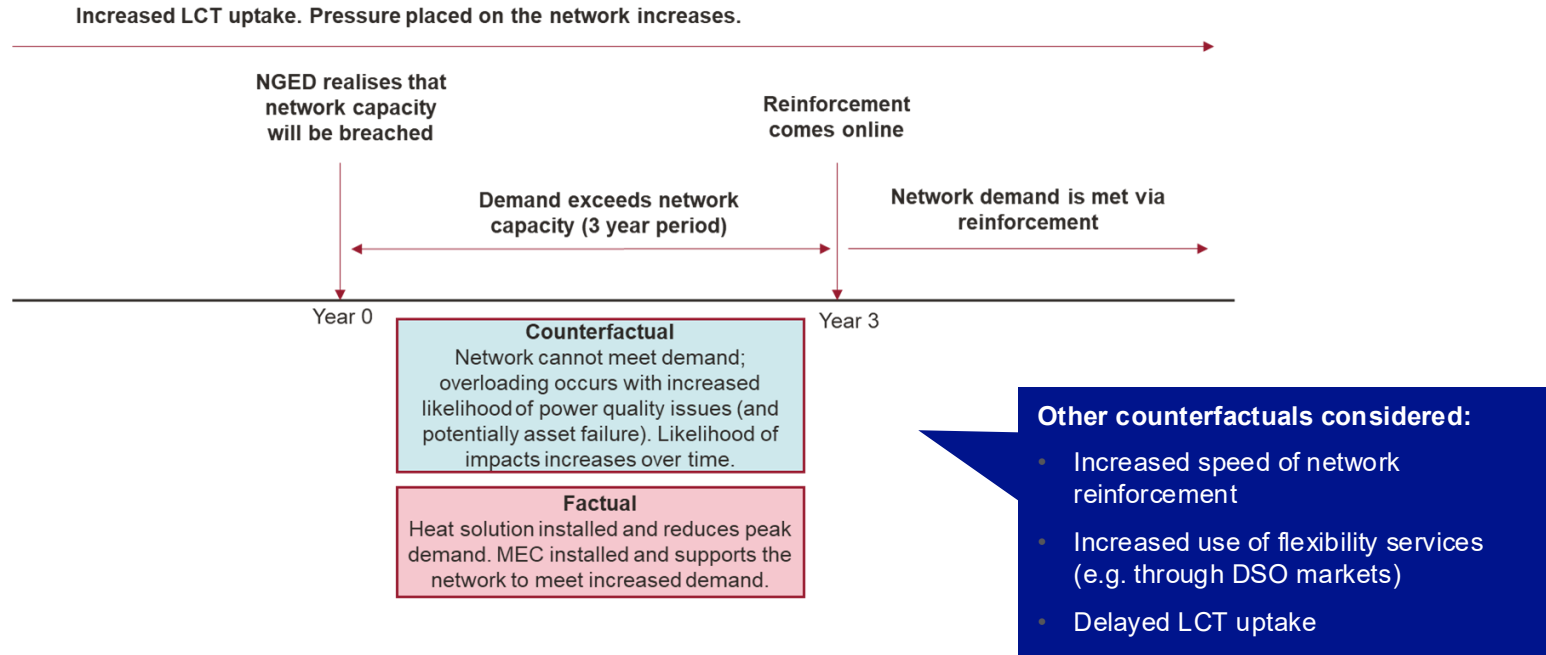 Increased LCT uptake. Pressure placed on the network increases.
NGED realises that
network capacity
will be breached
Reinforcement
comes online
Demand exceeds network
capacity (3 year period)
Network demand is met via
reinforcement
Year 0
Year 3
Counterfactual
Network cannot meet demand;
overloading occurs with increased
likelihood of power quality issues (and
potentially asset failure). Likelihood of
impacts increases over time.
Factual
Heat solution installed and reduces peak
demand. MEC installed and supports the
network to meet increased demand.
Other counterfactuals considered:
• Increased speed of network
reinforcement
• Increased use of flexibility services
(e.g. through DSO markets)
• Delayed LCT uptake